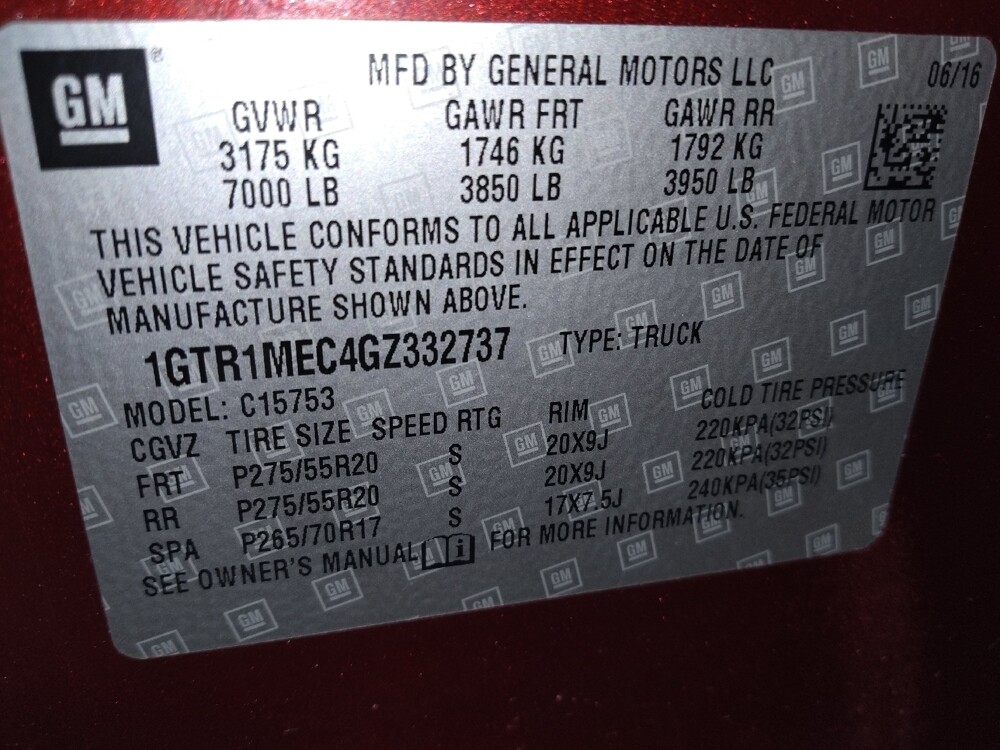 GM ®
MFD BY GENERAL MOTORS LLC 06/16
GVWR GAWR FRT GAWR RR
3175 KG 1746 KG 1792 KG
7000 LB 3850 LB 3950 LB
THIS VEHICLE CONFORMS TO ALL APPLICABLE U.S. FEDERAL MOTOR
VEHICLE SAFETY STANDARDS IN EFFECT ON THE DATE OF
MANUFACTURE SHOWN ABOVE.
1GTR1MEC4GZ332737 TYPE: TRUCK
MODEL: C15753
CGVZ TIRE SIZE SPEED RTG RIM COLD TIRE PRESSURE
FRT P275/55R20 S 20X9J 220KPA(32PSI)
RR P275/55R20 S 20X9J 220KPA(32PSI)
SPA P265/70R17 S 17X7.5J 240KPA(35PSI)
SEE OWNER'S MANUAL FOR MORE INFORMATION.